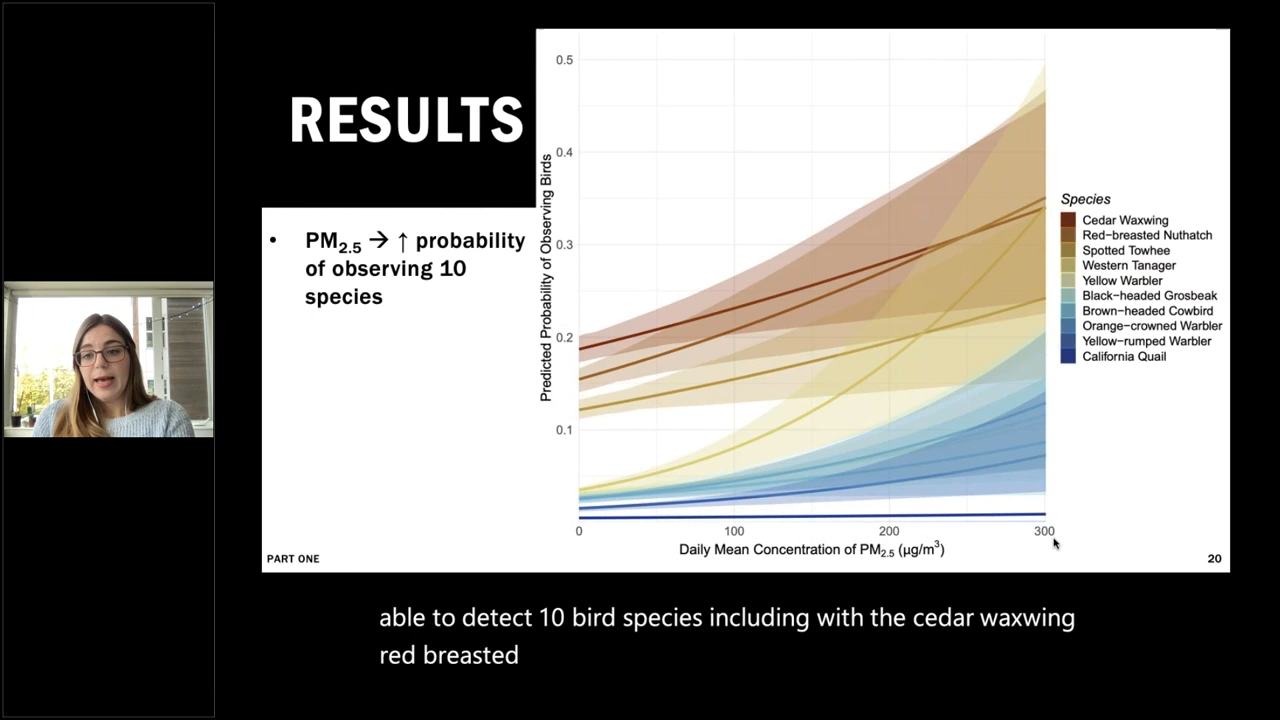 RESULTS
• PM2.5 → ↑ probability
of observing 10
species
PART ONE
Predicted Probability of Observing Birds
0.5
0.4
0.3
0.2
0.1
0
100
200
300
Daily Mean Concentration of PM2.5 (µg/m³)
Species
Cedar Waxwing
Red−breasted Nuthatch
Spotted Towhee
Western Tanager
Yellow Warbler
Black−headed Grosbeak
Brown−headed Cowbird
Orange−crowned Warbler
Yellow−rumped Warbler
California Quail
20
able to detect 10 bird species including with the cedar waxwing
red breasted